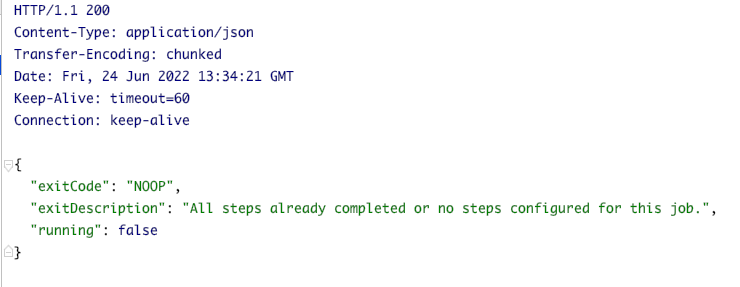 HTTP/1.1 200
Content-Type: application/json
Transfer-Encoding: chunked
Date: Fri, 24 Jun 2022 13:34:21 GMT
Keep-Alive: timeout=60
Connection: keep-alive
{
"exitCode": "NOOP",
"exitDescription": "All steps already completed or no steps configured for this job.",
"running": false
}